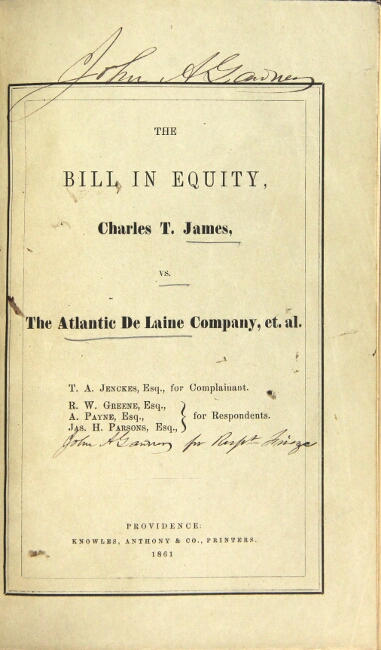 John A Gardner
THE
BILL IN EQUITY,
Charles T. James,
vs.
The Atlantic De Laine Company, et. al.
T. A. Jenckes, Esq., for Complainant.
R. W. Greene, Esq.,
A. Payne, Esq.,
Jas. H. Parsons, Esq.,
for Respondents.
John A Gardner for Respt
PROVIDENCE:
KNOWLES, ANTHONY & CO., PRINTERS.
1861